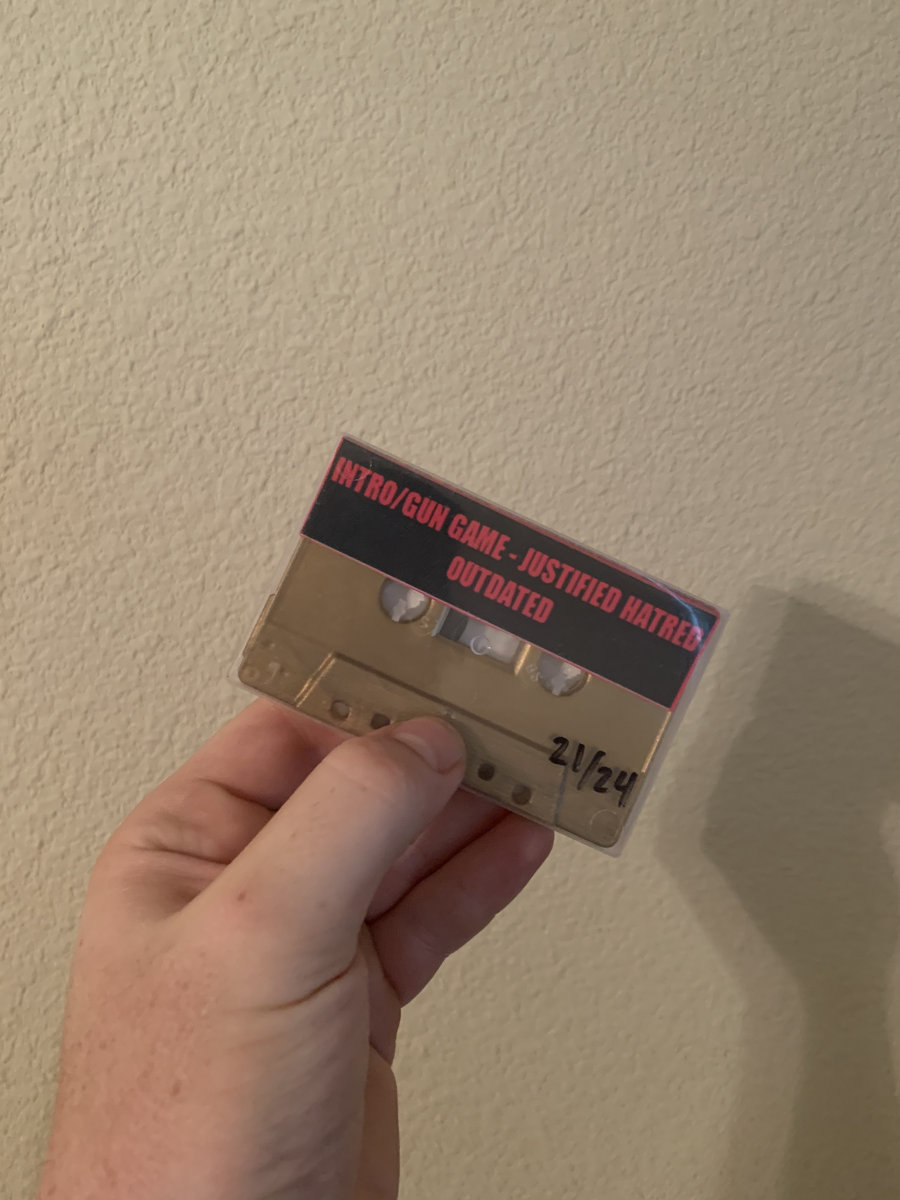 INTRO/GUN GAME - JUSTIFIED HATRED
OUTDATED
21/24